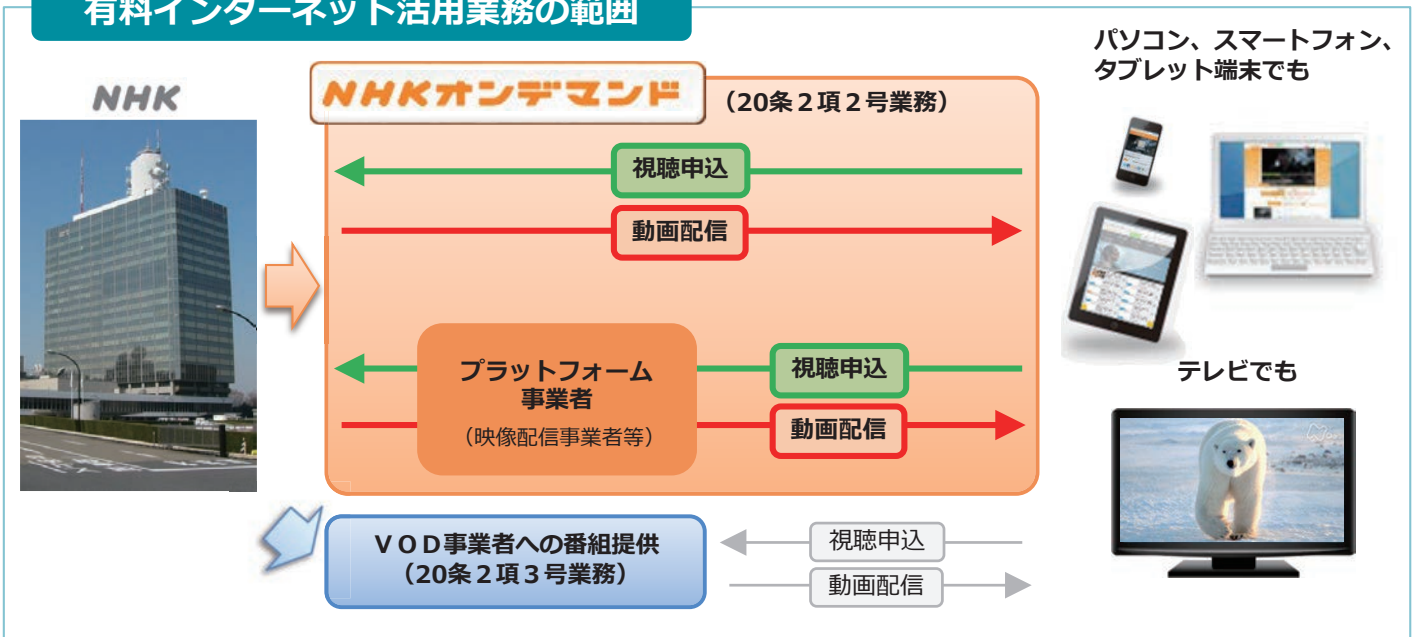 有料インターネット活用業務の範囲
パソコン、スマートフォン、
タブレット端末でも
NHK
NHKオンデマンド
（20条２項２号業務）
視聴申込
動画配信
プラットフォーム
事業者
（映像配信事業者等）
視聴申込
動画配信
テレビでも
ＶＯＤ事業者への番組提供
（20条２項３号業務）
視聴申込
動画配信